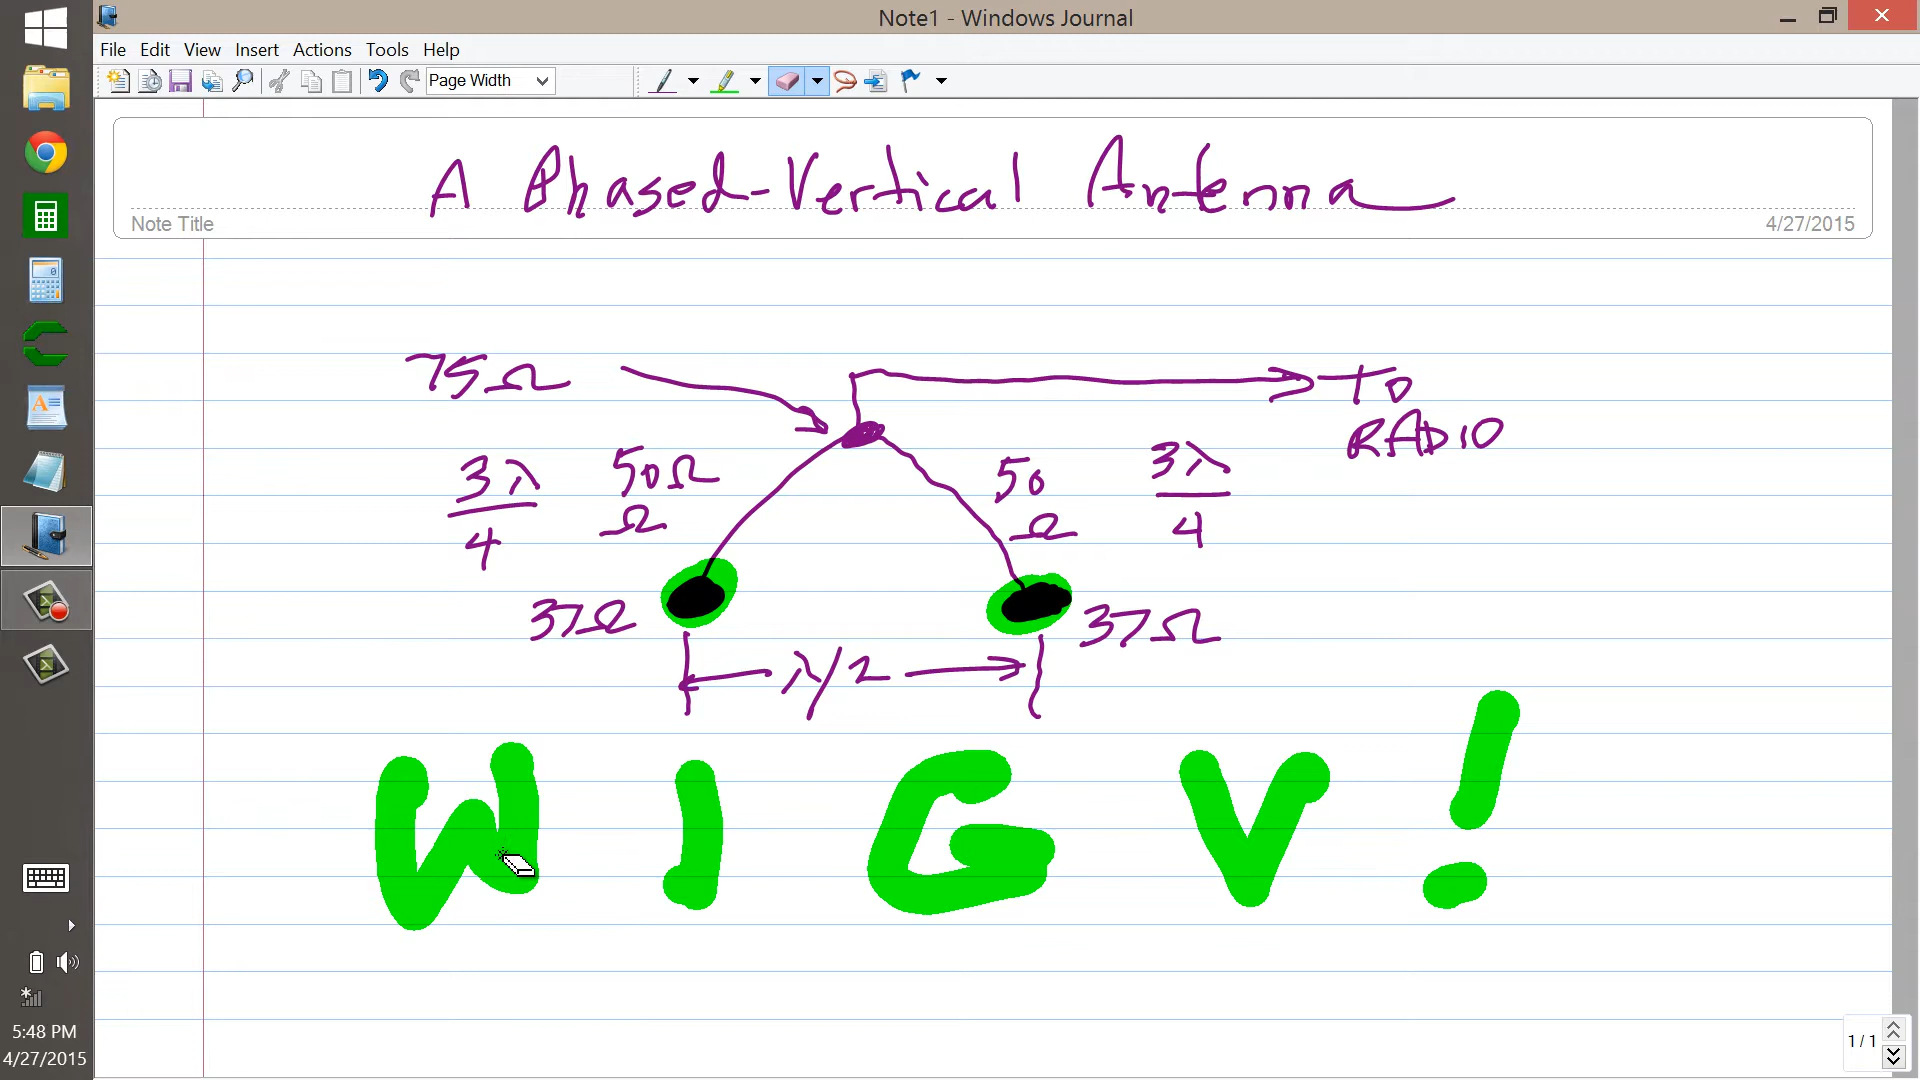 Note1 - Windows Journal
File Edit View Insert Actions Tools Help
Page Width
A Phased-Vertical Antenna
Note Title
4/27/2015
75Ω
TO
RADIO
3λ
4
50Ω
Ω
50
Ω
3λ
4
37Ω
37Ω
λ/2
W I G V !
5:48 PM
4/27/2015
1 / 1